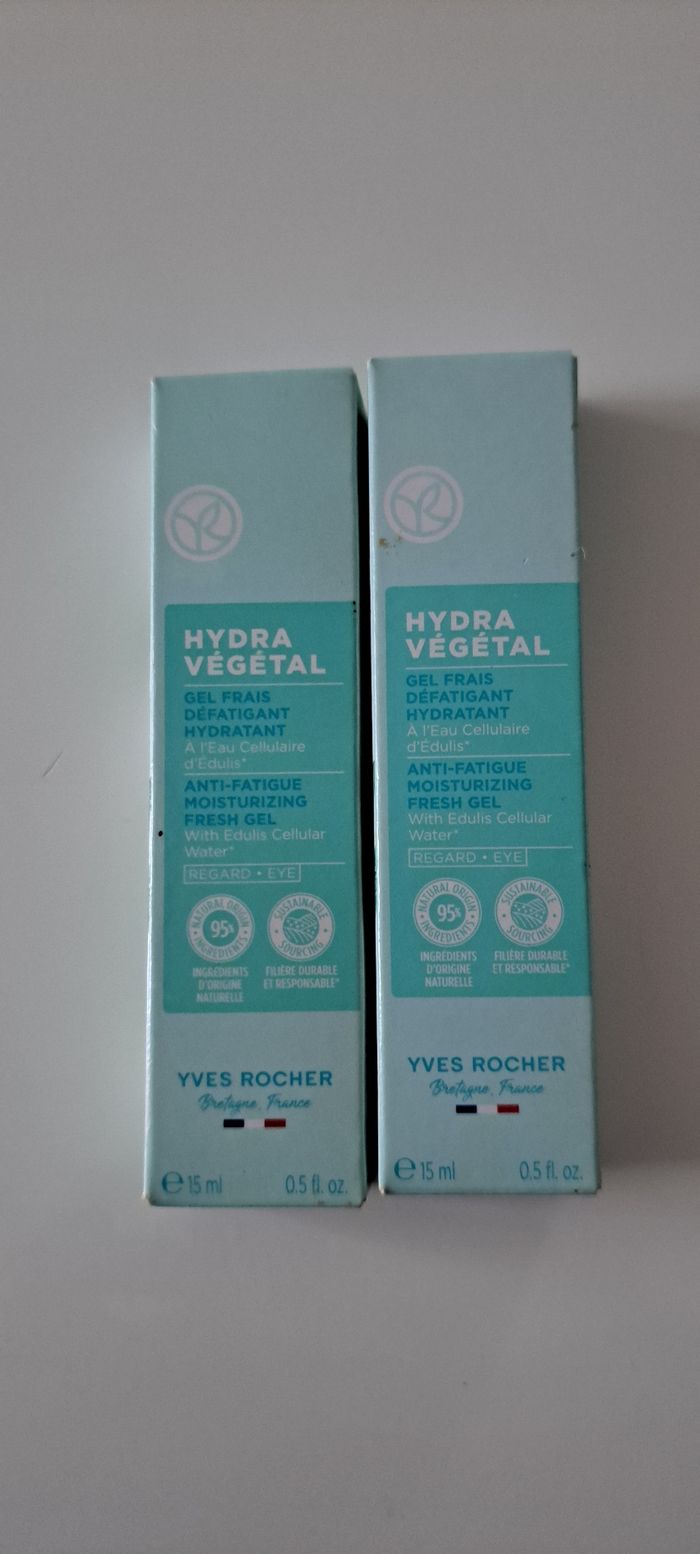 HYDRA
VÉGÉTAL
GEL FRAIS
DÉFATIGANT
HYDRATANT
À l'Eau Cellulaire
d'Édulis*
ANTI-FATIGUE
MOISTURIZING
FRESH GEL
With Edulis Cellular
Water*
REGARD • EYE
NATURAL ORIGIN
95%
INGREDIENTS
SUSTAINABLE
SOURCING
INGRÉDIENTS
D'ORIGINE
NATURELLE
FILIÈRE DURABLE
ET RESPONSABLE*
YVES ROCHER
Bretagne, France
e 15 ml 0.5 fl. oz.
HYDRA
VÉGÉTAL
GEL FRAIS
DÉFATIGANT
HYDRATANT
À l'Eau Cellulaire
d'Édulis*
ANTI-FATIGUE
MOISTURIZING
FRESH GEL
With Edulis Cellular
Water*
REGARD • EYE
NATURAL ORIGIN
95%
INGREDIENTS
SUSTAINABLE
SOURCING
INGRÉDIENTS
D'ORIGINE
NATURELLE
FILIÈRE DURABLE
ET RESPONSABLE*
YVES ROCHER
Bretagne, France
e 15 ml 0.5 fl. oz.